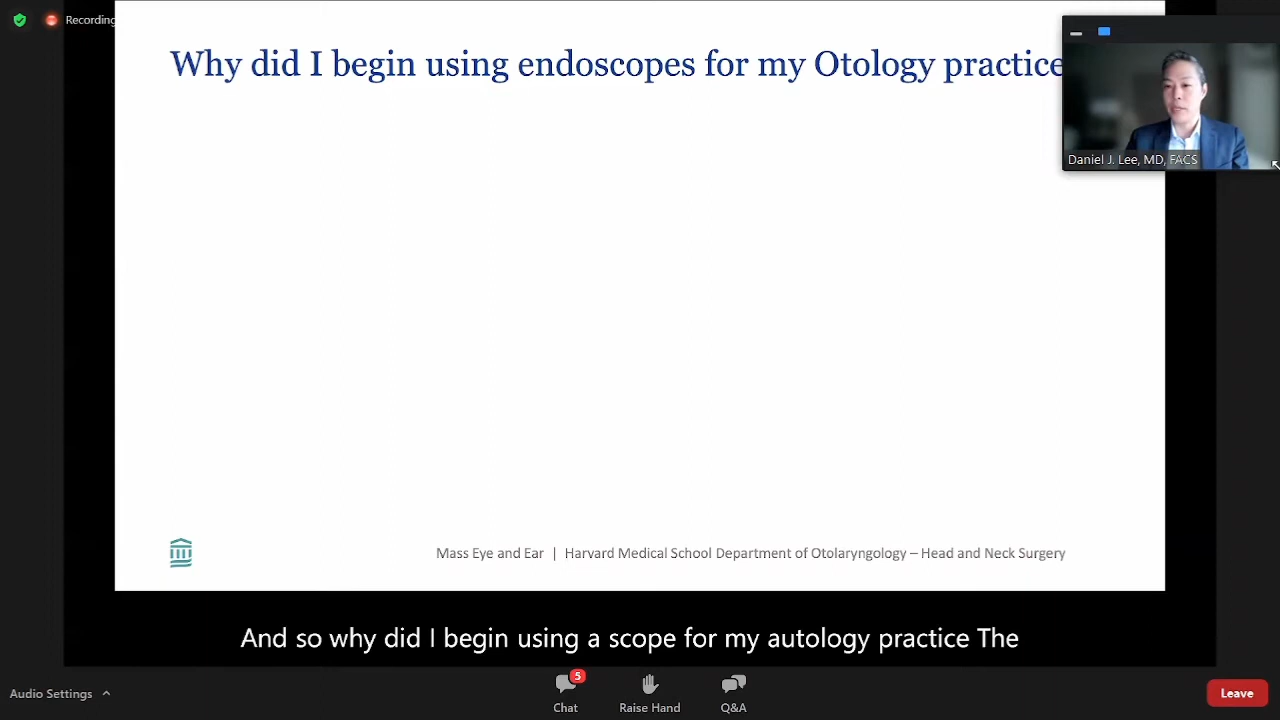 Recording
Why did I begin using endoscopes for my Otology practice
Daniel J. Lee, MD, FACS
Mass Eye and Ear | Harvard Medical School Department of Otolaryngology – Head and Neck Surgery
And so why did I begin using a scope for my autology practice The
Audio Settings
5
Chat
Raise Hand
Q&A
Leave